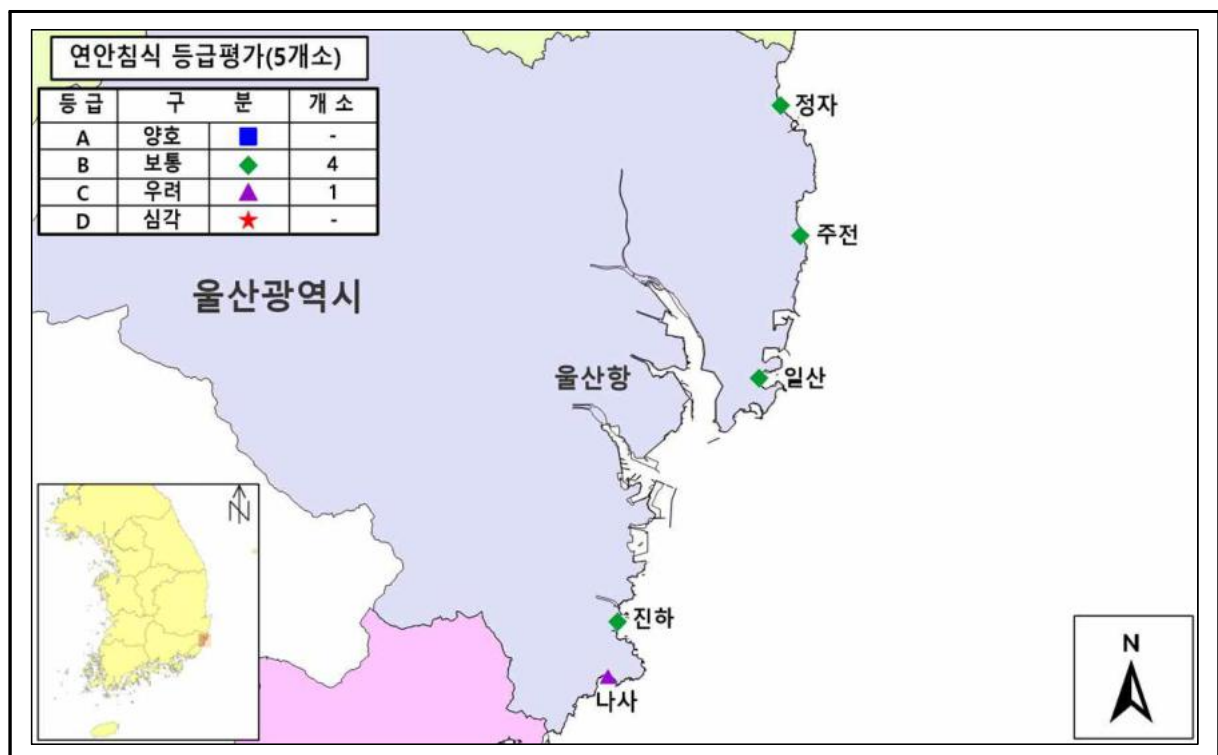 연안침식 등급평가(5개소)
등급 구 분 개소
A 양호 -
B 보통 4
C 우려 1
D 심각 -
정자
주전
울산광역시
울산항
일산
진하
나사
N
N